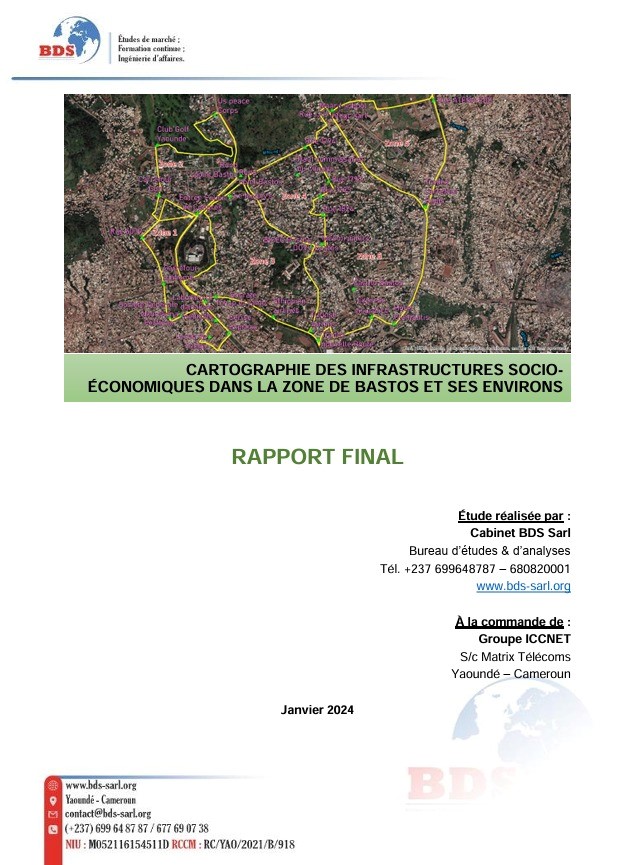 BDS
Études de marché ;
Formation continue ;
Ingénierie d'affaires.
Us peace
Corps
Club Golf
Yaounde
Zone 2
Zone 5
Zone 4
Zone 1
Zone 3
CARTOGRAPHIE DES INFRASTRUCTURES SOCIO-
ÉCONOMIQUES DANS LA ZONE DE BASTOS ET SES ENVIRONS
RAPPORT FINAL
Étude réalisée par :
Cabinet BDS Sarl
Bureau d'études & d'analyses
Tél. +237 699648787 – 680820001
www.bds-sarl.org
À la commande de :
Groupe ICCNET
S/c Matrix Télécoms
Yaoundé – Cameroun
Janvier 2024
BDS
www.bds-sarl.org
Yaoundé - Cameroun
contact@bds-sarl.org
(+237) 699 64 87 87 / 677 69 07 38
NIU : M052116154511D RCCM : RC/YAO/2021/B/918